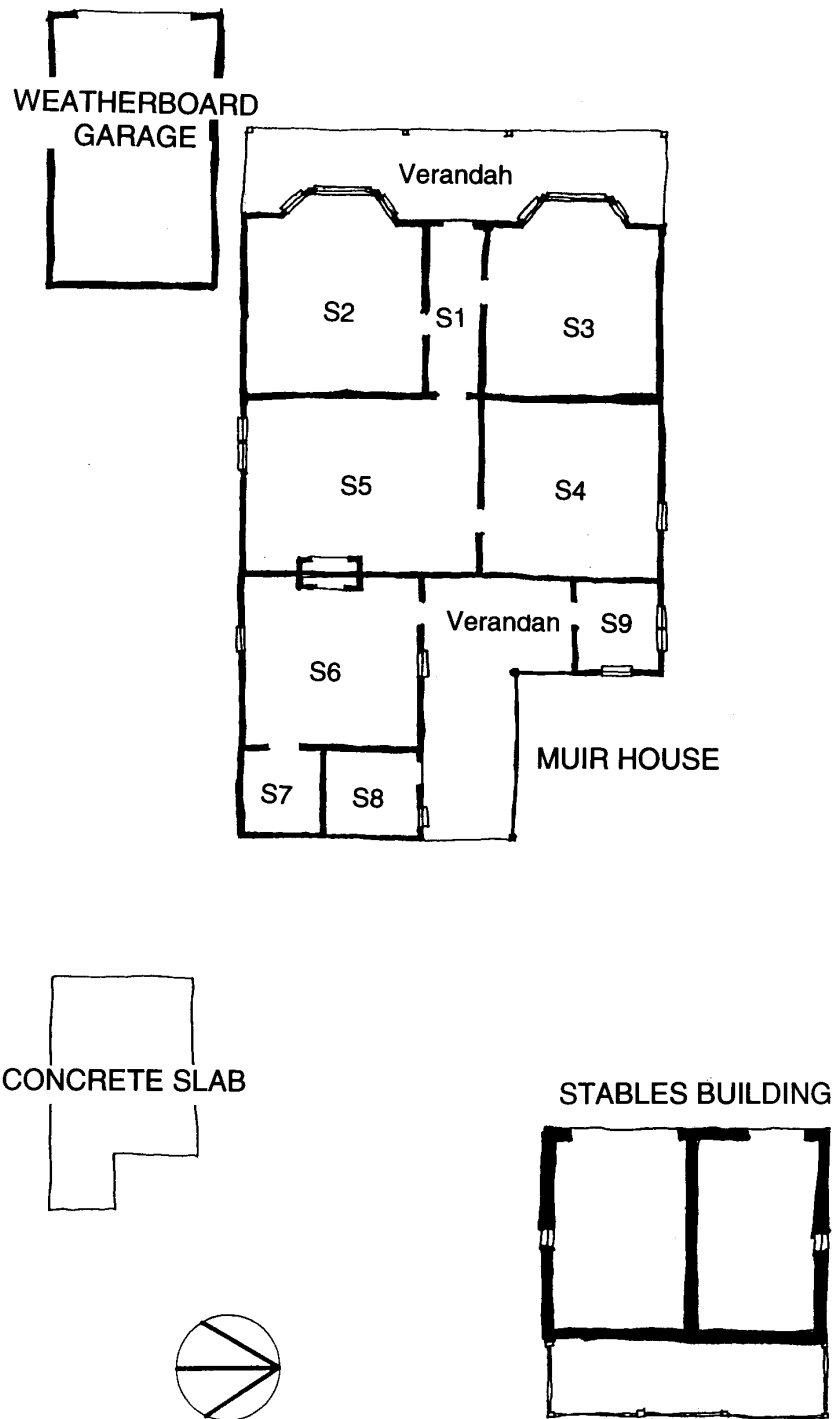 WEATHERBOARD
GARAGE
Verandah
S2
S1
S3
S5
S4
Verandan
S9
S6
MUIR HOUSE
S7
S8
CONCRETE SLAB
STABLES BUILDING